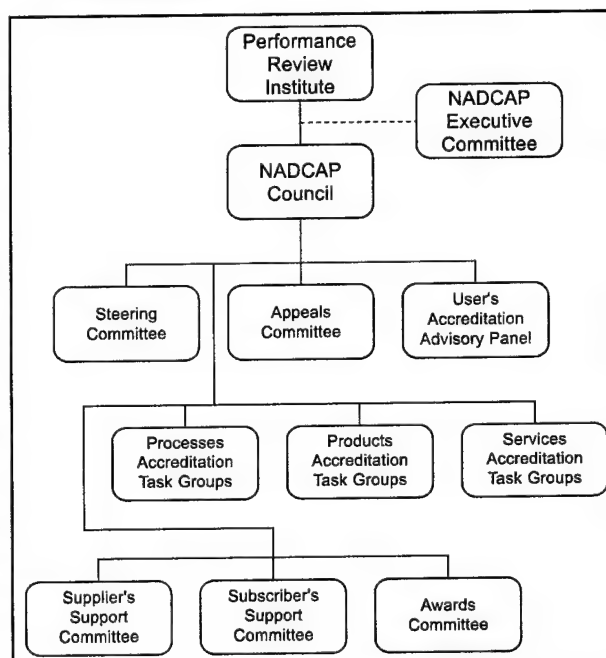 Performance
Review
Institute
NADCAP
Executive
Committee
NADCAP
Council
Steering
Committee
Appeals
Committee
User's
Accreditation
Advisory Panel
Processes
Accreditation
Task Groups
Products
Accreditation
Task Groups
Services
Accreditation
Task Groups
Supplier's
Support
Committee
Subscriber's
Support
Committee
Awards
Committee